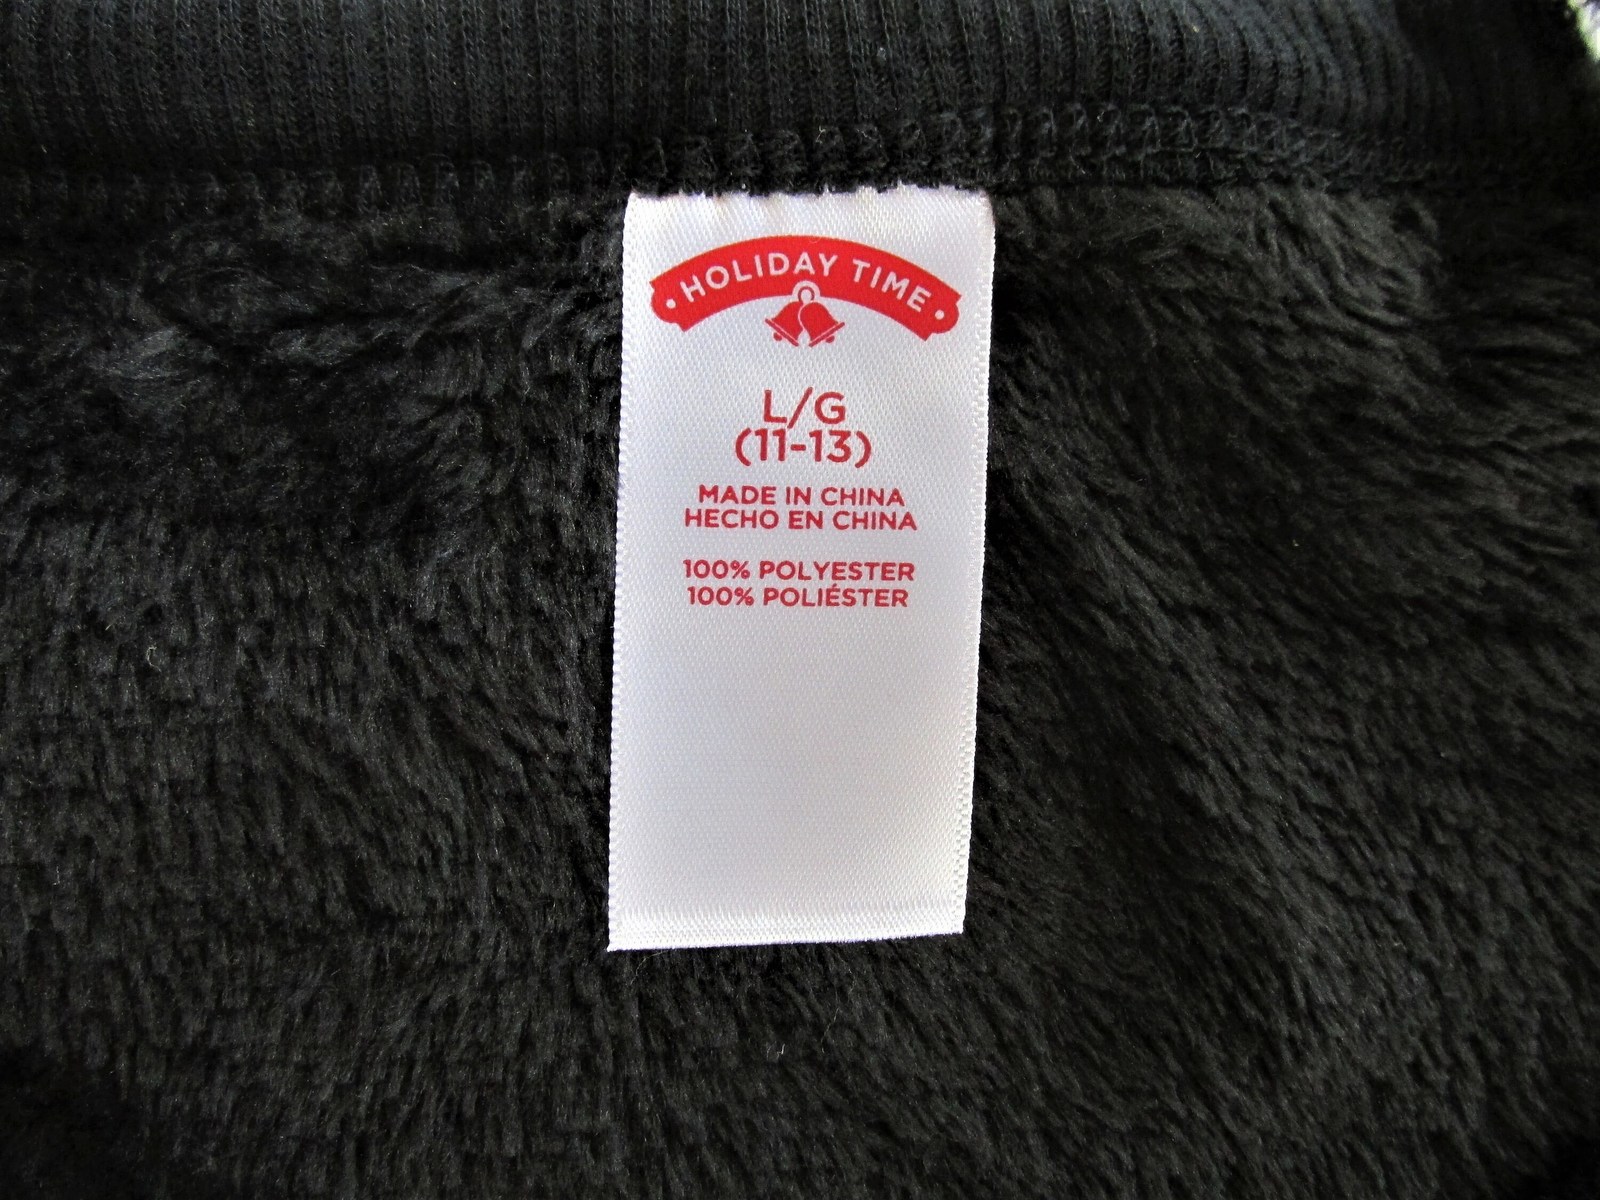 • HOLIDAY TIME •
L/G
(11-13)
MADE IN CHINA
HECHO EN CHINA
100% POLYESTER
100% POLIÉSTER